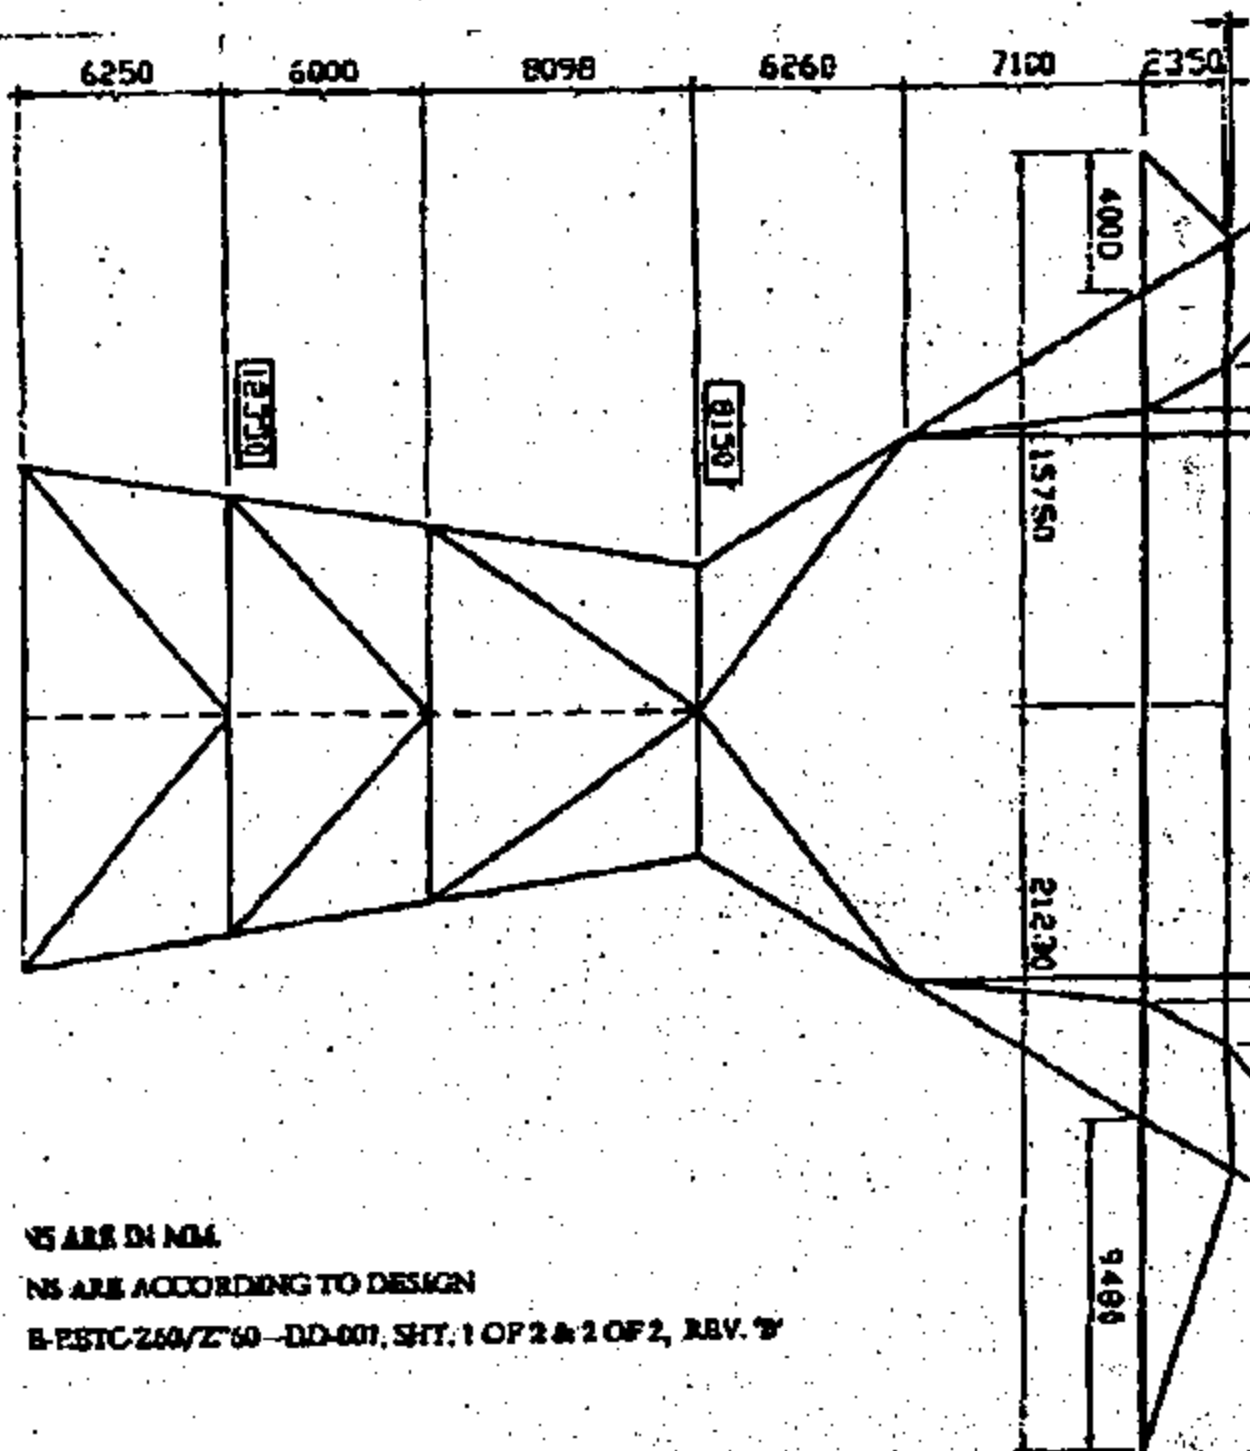 6250 6000 8098 6260 7100 2350
4000
8150
15750
21230
9486
NS ARE IN MM.
NS ARE ACCORDING TO DESIGN
SHT. 1 OF 2 & 2 OF 2, REV. 'B'